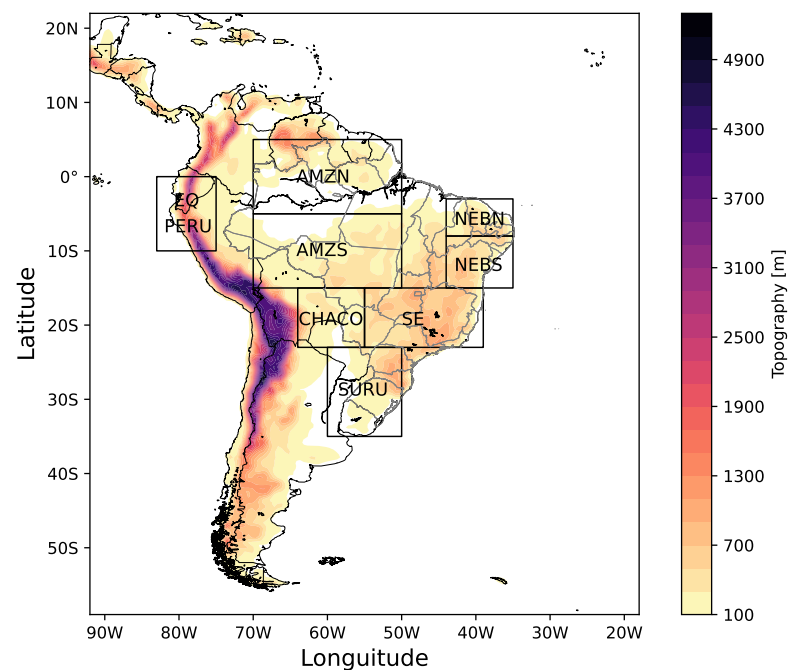 20N
10N
0°
10S
20S
30S
40S
50S
Latitude
90W 80W 70W 60W 50W 40W 30W 20W
Longuitude
AMZN
EQ
PERU
AMZS
NEBN
NEBS
CHACO
SE
SURU
4900
4300
3700
3100
2500
1900
1300
700
100
Topography [m]